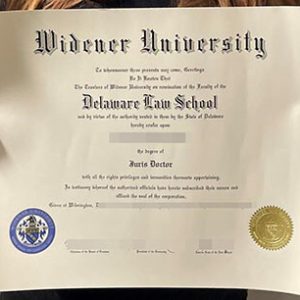 Widener University
To whomsoever these presents may come, Greetings
Be It Known That
The Trustees of Widener University on nomination of the Faculty of the
Delaware Law School
and by virtue of the authority vested in them by the State of Delaware
hereby confer upon
the degree of
Juris Doctor
with all the rights privileges and immunities thereunto appertaining.
In testimony whereof the authorized officials have hereto subscribed their names and
affixed the seal of the corporation.
Given at Wilmington,